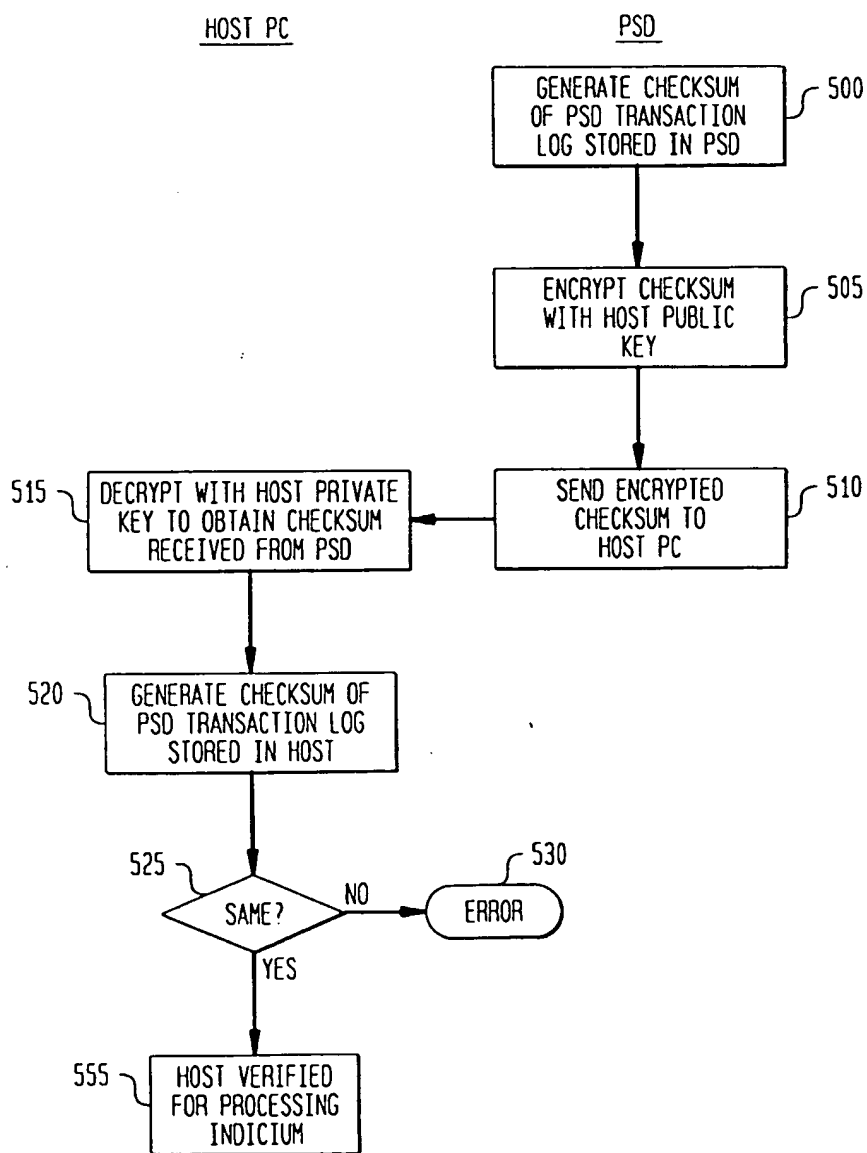 HOST PC
PSD
GENERATE CHECKSUM
OF PSD TRANSACTION
LOG STORED IN PSD
500
ENCRYPT CHECKSUM
WITH HOST PUBLIC
KEY
505
515
DECRYPT WITH HOST PRIVATE
KEY TO OBTAIN CHECKSUM
RECEIVED FROM PSD
SEND ENCRYPTED
CHECKSUM TO
HOST PC
510
520
GENERATE CHECKSUM OF
PSD TRANSACTION LOG
STORED IN HOST
525
SAME?
NO
530
ERROR
YES
555
HOST VERIFIED
FOR PROCESSING
INDICIUM